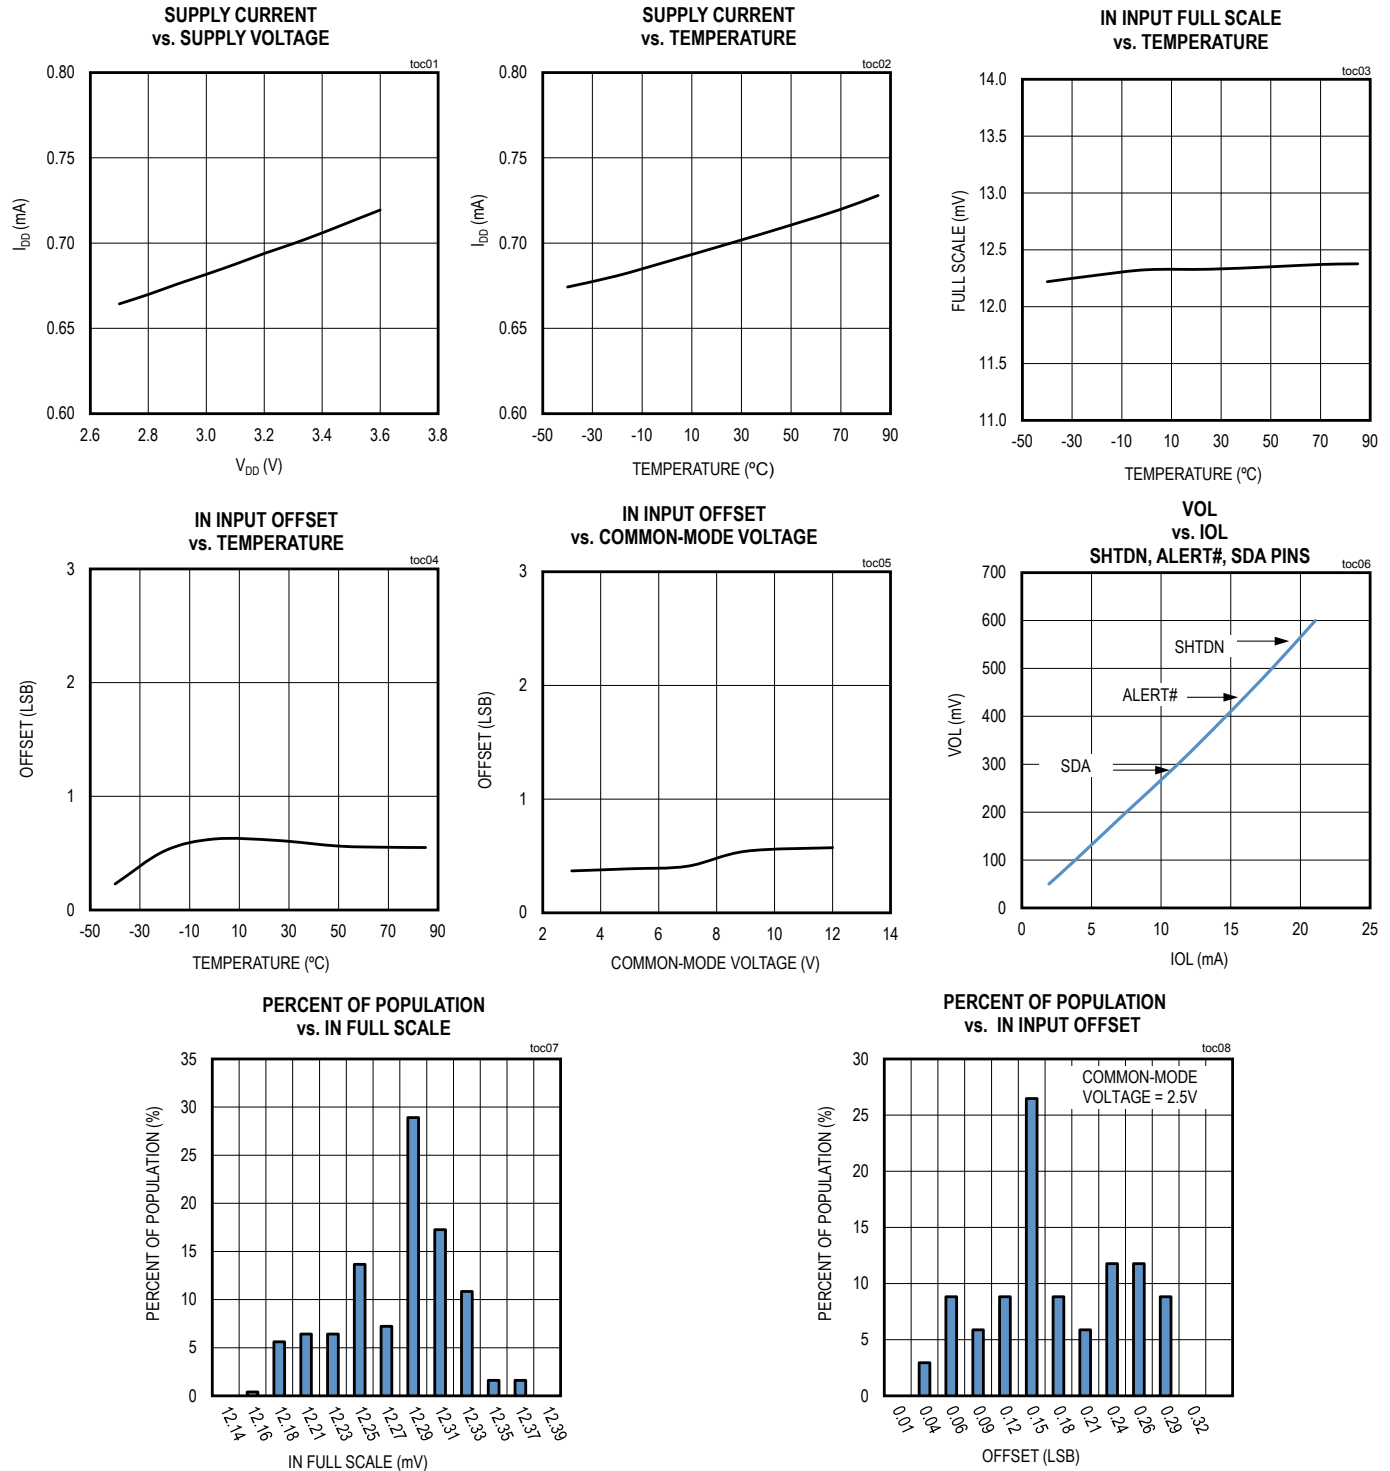 SUPPLY CURRENT
vs. SUPPLY VOLTAGE
toc01
0.80
0.75
0.70
0.65
0.60
I_DD (mA)
2.6 2.8 3.0 3.2 3.4 3.6 3.8
V_DD (V)
SUPPLY CURRENT
vs. TEMPERATURE
toc02
0.80
0.75
0.70
0.65
0.60
I_DD (mA)
-50 -30 -10 10 30 50 70 90
TEMPERATURE (ºC)
IN INPUT FULL SCALE
vs. TEMPERATURE
toc03
14.0
13.5
13.0
12.5
12.0
11.5
11.0
FULL SCALE (mV)
-50 -30 -10 10 30 50 70 90
TEMPERATURE (ºC)
IN INPUT OFFSET
vs. TEMPERATURE
toc04
3
2
1
0
OFFSET (LSB)
-50 -30 -10 10 30 50 70 90
TEMPERATURE (ºC)
IN INPUT OFFSET
vs. COMMON-MODE VOLTAGE
toc05
3
2
1
0
OFFSET (LSB)
2 4 6 8 10 12 14
COMMON-MODE VOLTAGE (V)
VOL
vs. IOL
SHTDN, ALERT#, SDA PINS
toc06
700
600
500
400
300
200
100
0
VOL (mV)
SHTDN
ALERT#
SDA
0 5 10 15 20 25
IOL (mA)
PERCENT OF POPULATION
vs. IN FULL SCALE
toc07
35
30
25
20
15
10
5
0
PERCENT OF POPULATION (%)
12.14 12.16 12.18 12.21 12.23 12.25 12.27 12.29 12.31 12.33 12.35 12.37 12.39
IN FULL SCALE (mV)
PERCENT OF POPULATION
vs. IN INPUT OFFSET
toc08
COMMON-MODE
VOLTAGE = 2.5V
30
25
20
15
10
5
0
PERCENT OF POPULATION (%)
0.01 0.04 0.06 0.09 0.12 0.15 0.18 0.21 0.24 0.26 0.29 0.32
OFFSET (LSB)